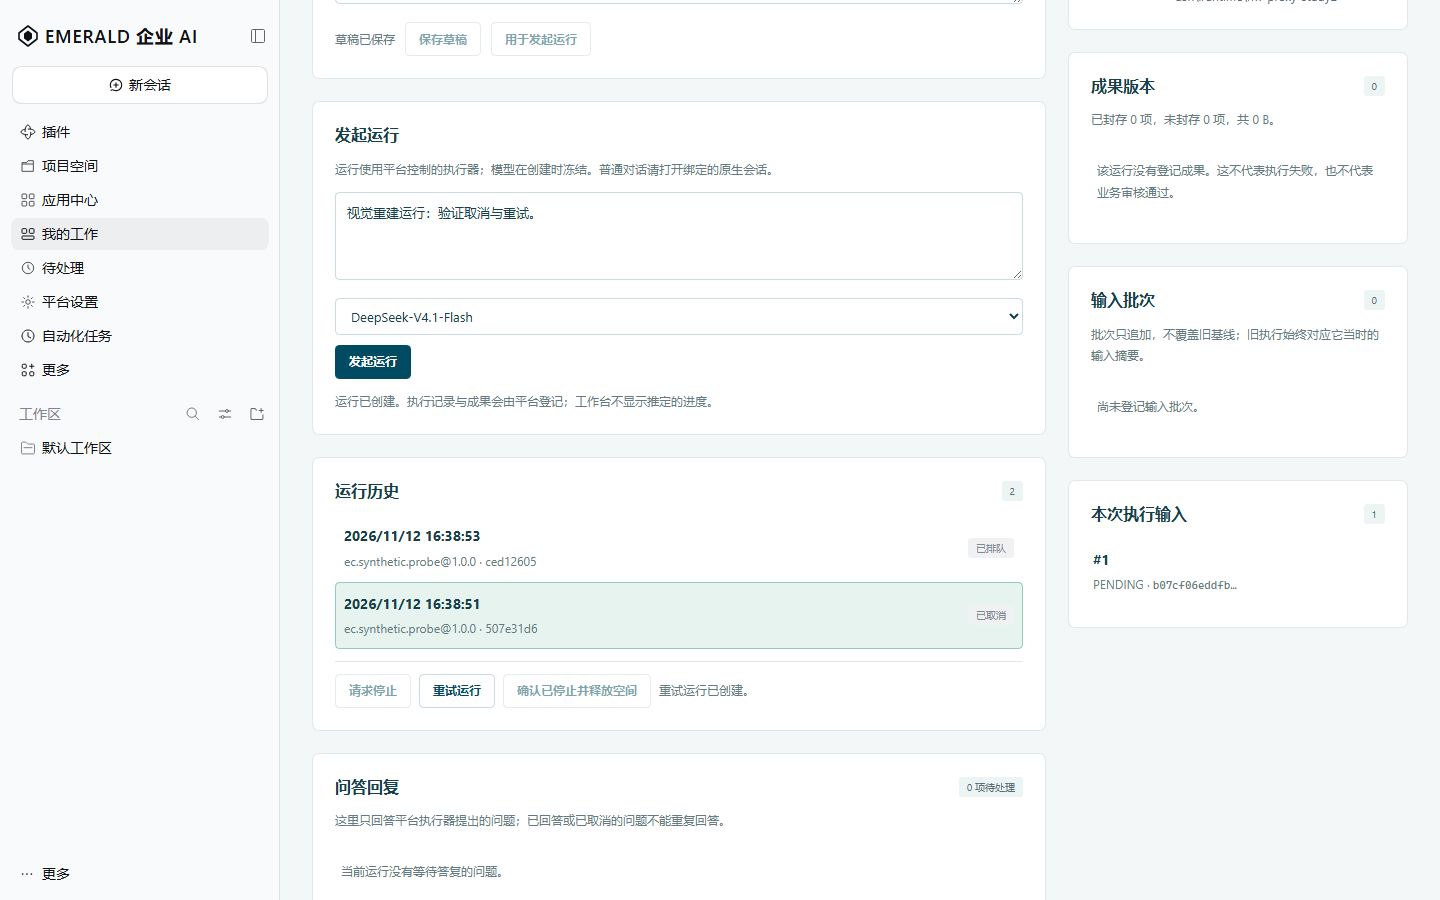 EMERALD 企业 AI
新会话
插件
项目空间
应用中心
我的工作
待处理
平台设置
自动化任务
更多
工作区
默认工作区
更多
草稿已保存
保存草稿
用于发起运行
发起运行
运行使用平台控制的执行器；模型在创建时冻结。普通对话请打开绑定的原生会话。
视觉重建运行：验证取消与重试。
DeepSeek-V4.1-Flash
发起运行
运行已创建。执行记录与成果会由平台登记；工作台不显示推定的进度。
运行历史
2
2026/11/12 16:38:53
已排队
ec.synthetic.probe@1.0.0 · ced12605
2026/11/12 16:38:51
已取消
ec.synthetic.probe@1.0.0 · 507e31d6
请求停止
重试运行
确认已停止并释放空间
重试运行已创建。
问答回复
0 项待处理
这里只回答平台执行器提出的问题；已回答或已取消的问题不能重复回答。
当前运行没有等待答复的问题。
成果版本
0
已封存 0 项，未封存 0 项，共 0 B。
该运行没有登记成果。这不代表执行失败，也不代表
业务审核通过。
输入批次
0
批次只追加，不覆盖旧基线；旧执行始终对应它当时的
输入摘要。
尚未登记输入批次。
本次执行输入
1
#1
PENDING · b07cf06eddfb…